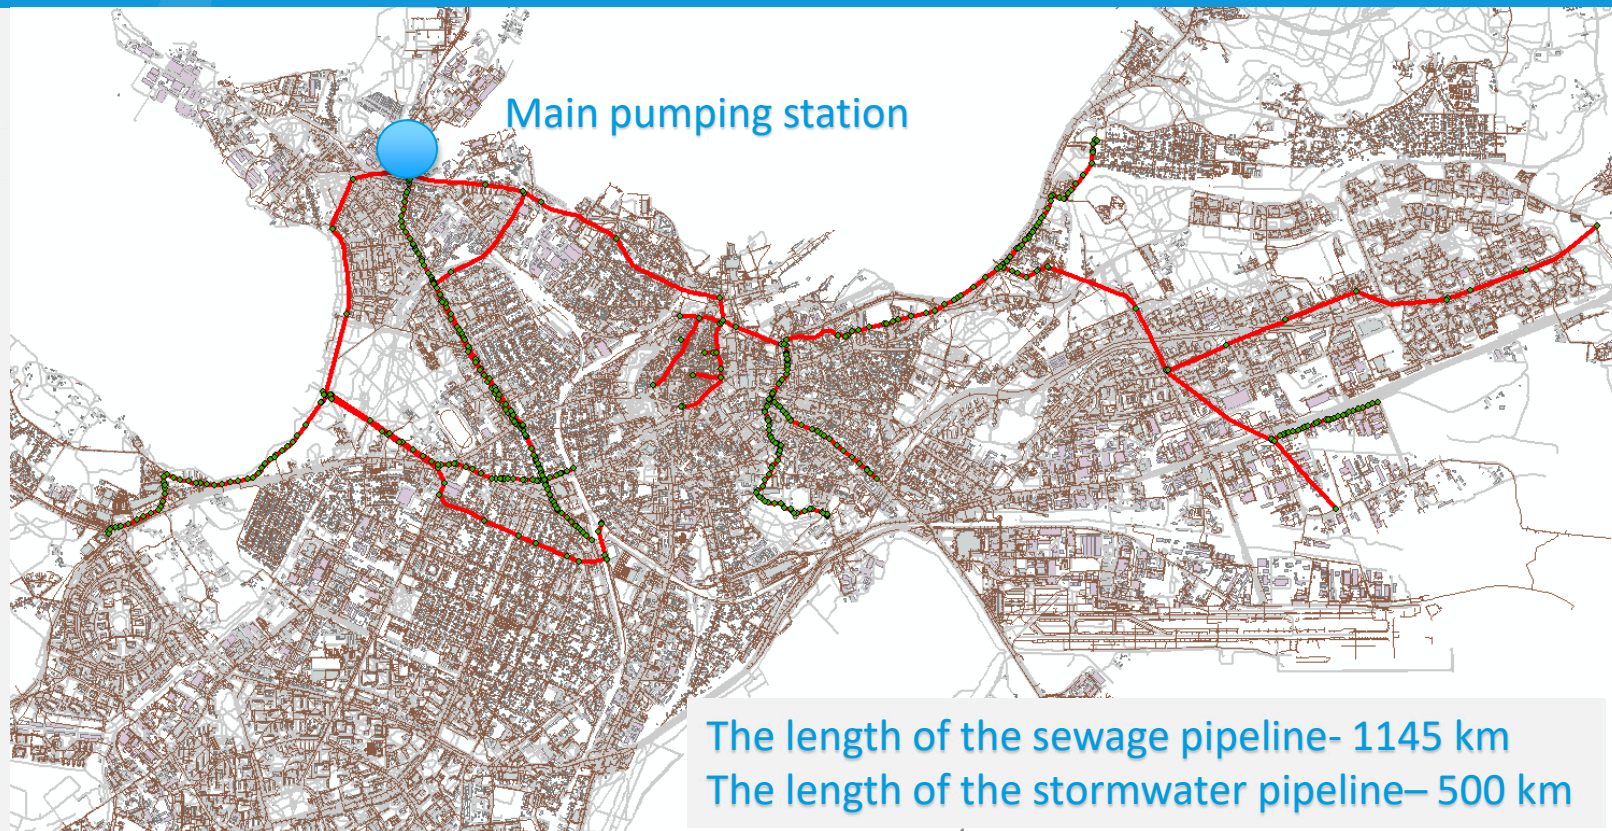 Main pumping station
The length of the sewage pipeline- 1145 km
The length of the stormwater pipeline– 500 km